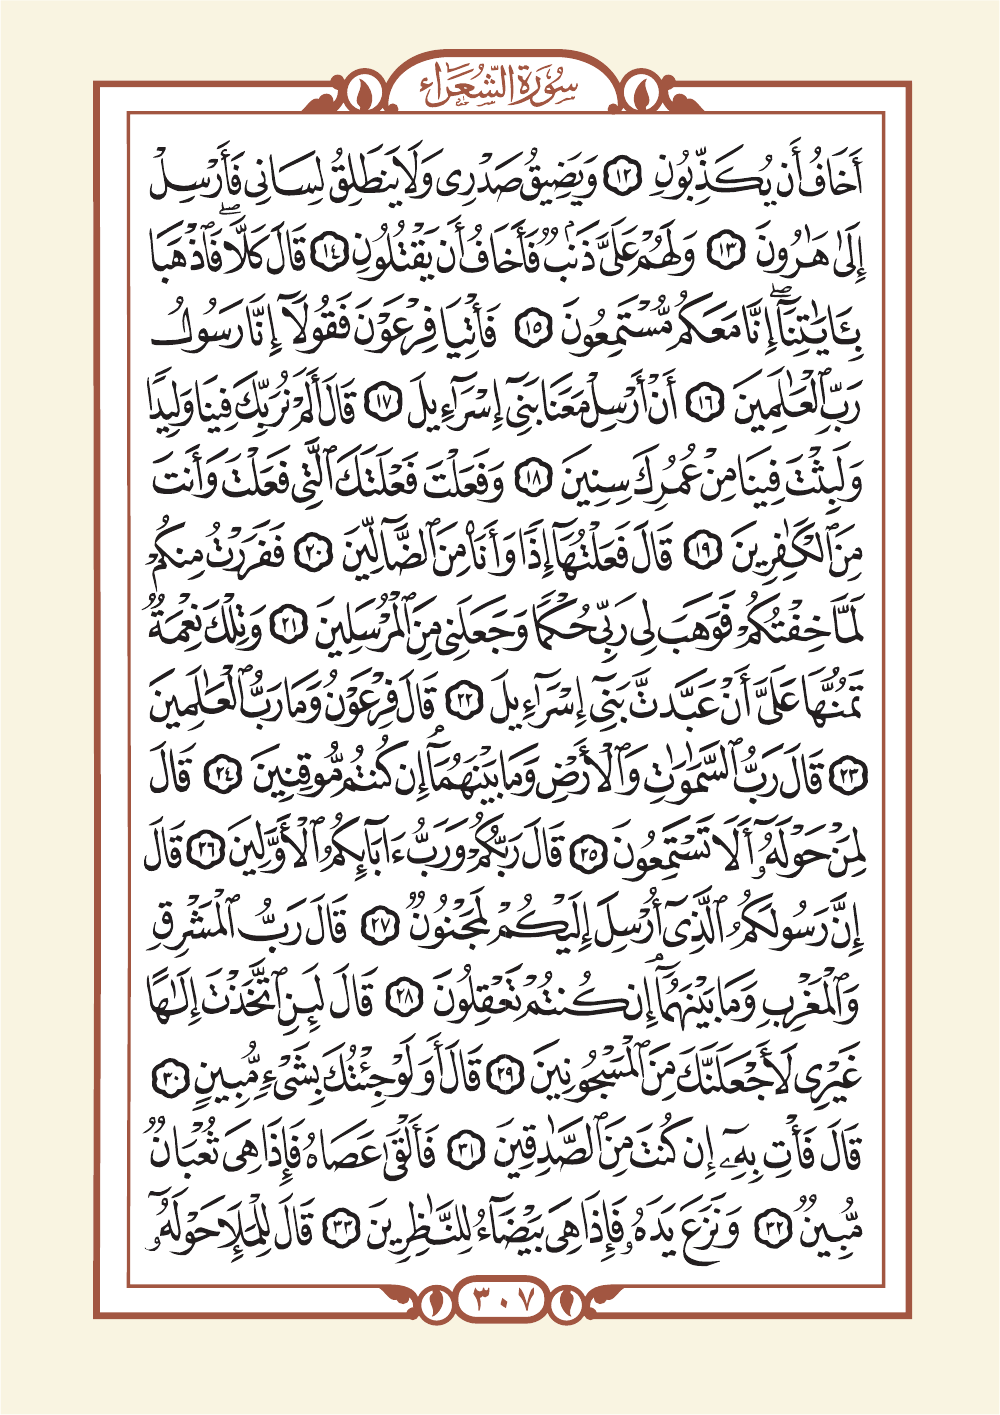 سُورَةُ الشُّعَرَاء
أَخَافُ أَن يُكَذِّبُونِ ١٢ وَيَضِيقُ صَدْرِى وَلَا يَنطَلِقُ لِسَانِى فَأَرْسِلْ
إِلَىٰ هَـٰرُونَ ١٣ وَلَهُمْ عَلَىَّ ذَنۢبٌ فَأَخَافُ أَن يَقْتُلُونِ ١٤ قَالَ كَلَّا ۖ فَٱذْهَبَا
بِـَٔايَـٰتِنَآ ۖ إِنَّا مَعَكُم مُّسْتَمِعُونَ ١٥ فَأْتِيَا فِرْعَوْنَ فَقُولَآ إِنَّا رَسُولُ
رَبِّ ٱلْعَـٰلَمِينَ ١٦ أَنْ أَرْسِلْ مَعَنَا بَنِىٓ إِسْرَٰٓءِيلَ ١٧ قَالَ أَلَمْ نُرَبِّكَ فِينَا وَلِيدًا
وَلَبِثْتَ فِينَا مِنْ عُمُرِكَ سِنِينَ ١٨ وَفَعَلْتَ فَعْلَتَكَ ٱلَّتِى فَعَلْتَ وَأَنتَ
مِنَ ٱلْكَـٰفِرِينَ ١٩ قَالَ فَعَلْتُهَآ إِذًا وَأَنَا۠ مِنَ ٱلضَّآلِّينَ ٢٠ فَفَرَرْتُ مِنكُمْ
لَمَّا خِفْتُكُمْ فَوَهَبَ لِى رَبِّى حُكْمًا وَجَعَلَنِى مِنَ ٱلْمُرْسَلِينَ ٢١ وَتِلْكَ نِعْمَةٌ
تَمُنُّهَا عَلَىَّ أَنْ عَبَّدتَّ بَنِىٓ إِسْرَٰٓءِيلَ ٢٢ قَالَ فِرْعَوْنُ وَمَا رَبُّ ٱلْعَـٰلَمِينَ
٢٣ قَالَ رَبُّ ٱلسَّمَـٰوَٰتِ وَٱلْأَرْضِ وَمَا بَيْنَهُمَآ ۖ إِن كُنتُم مُّوقِنِينَ ٢٤ قَالَ
لِمَنْ حَوْلَهُۥٓ أَلَا تَسْتَمِعُونَ ٢٥ قَالَ رَبُّكُمْ وَرَبُّ ءَابَآئِكُمُ ٱلْأَوَّلِينَ ٢٦ قَالَ
إِنَّ رَسُولَكُمُ ٱلَّذِىٓ أُرْسِلَ إِلَيْكُمْ لَمَجْنُونٌ ٢٧ قَالَ رَبُّ ٱلْمَشْرِقِ
وَٱلْمَغْرِبِ وَمَا بَيْنَهُمَآ ۖ إِن كُنتُمْ تَعْقِلُونَ ٢٨ قَالَ لَئِنِ ٱتَّخَذْتَ إِلَـٰهًا
غَيْرِى لَأَجْعَلَنَّكَ مِنَ ٱلْمَسْجُونِينَ ٢٩ قَالَ أَوَلَوْ جِئْتُكَ بِشَىْءٍ مُّبِينٍ ٣٠
قَالَ فَأْتِ بِهِۦٓ إِن كُنتَ مِنَ ٱلصَّـٰدِقِينَ ٣١ فَأَلْقَىٰ عَصَاهُ فَإِذَا هِىَ ثُعْبَانٌ
مُّبِينٌ ٣٢ وَنَزَعَ يَدَهُۥ فَإِذَا هِىَ بَيْضَآءُ لِلنَّـٰظِرِينَ ٣٣ قَالَ لِلْمَلَإِ حَوْلَهُۥٓ
٣٠٧